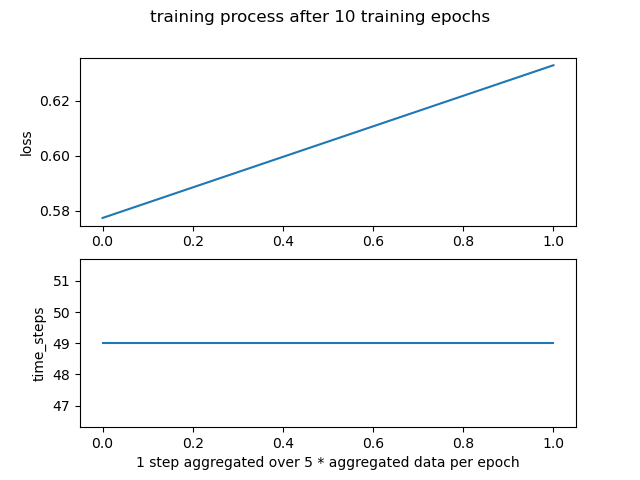 training process after 10 training epochs
0.62
0.60
0.58
loss
0.0 0.2 0.4 0.6 0.8 1.0
51
50
49
48
47
time_steps
0.0 0.2 0.4 0.6 0.8 1.0
1 step aggregated over 5 * aggregated data per epoch